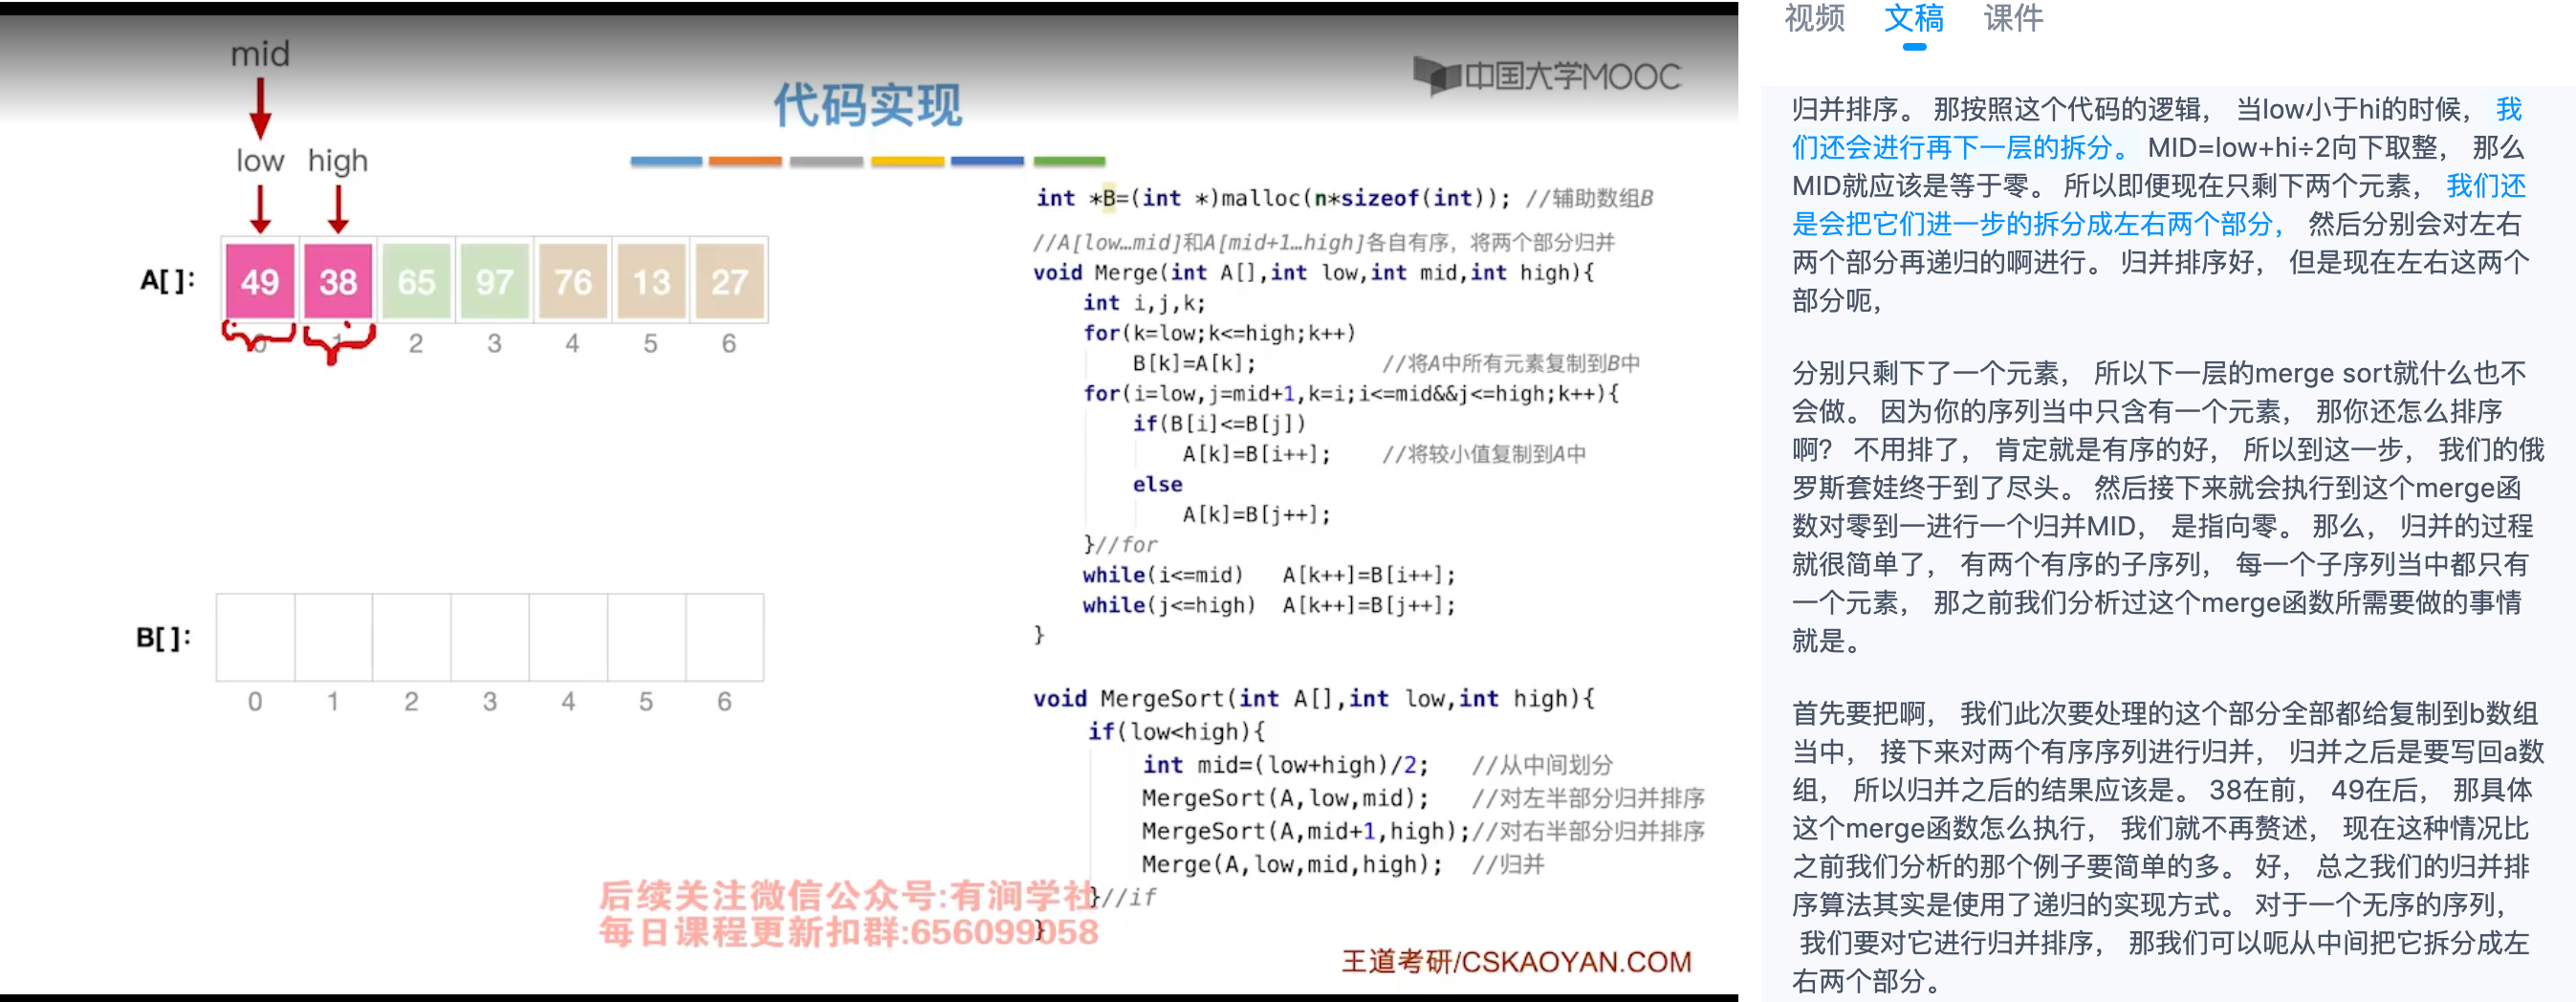 mid
中国大学MOOC
代码实现
low high
A[ ]:
49 38 65 97 76 13 27
0 1 2 3 4 5 6
B[ ]:
0 1 2 3 4 5 6
int *B=(int *)malloc(n*sizeof(int)); //辅助数组B
//A[low…mid]和A[mid+1…high]各自有序，将两个部分归并
void Merge(int A[],int low,int mid,int high){
int i,j,k;
for(k=low;k<=high;k++)
B[k]=A[k]; //将A中所有元素复制到B中
for(i=low,j=mid+1,k=i;i<=mid&&j<=high;k++){
if(B[i]<=B[j])
A[k]=B[i++]; //将较小值复制到A中
else
A[k]=B[j++];
}//for
while(i<=mid) A[k++]=B[i++];
while(j<=high) A[k++]=B[j++];
}
void MergeSort(int A[],int low,int high){
if(low<high){
int mid=(low+high)/2; //从中间划分
MergeSort(A,low,mid); //对左半部分归并排序
MergeSort(A,mid+1,high);//对右半部分归并排序
Merge(A,low,mid,high); //归并
}//if
}
后续关注微信公众号:有涧学社
每日课程更新扣群:656099058
王道考研/CSKAOYAN.COM
视频 文稿 课件
归并排序。 那按照这个代码的逻辑， 当low小于hi的时候， 我
们还会进行再下一层的拆分。 MID=low+hi÷2向下取整， 那么
MID就应该是等于零。 所以即便现在只剩下两个元素， 我们还
是会把它们进一步的拆分成左右两个部分， 然后分别会对左右
两个部分再递归的啊进行。 归并排序好， 但是现在左右这两个
部分呃，
分别只剩下了一个元素， 所以下一层的merge sort就什么也不
会做。 因为你的序列当中只含有一个元素， 那你还怎么排序
啊？ 不用排了， 肯定就是有序的好， 所以到这一步， 我们的俄
罗斯套娃终于到了尽头。 然后接下来就会执行到这个merge函
数对零到一进行一个归并MID， 是指向零。 那么， 归并的过程
就很简单了， 有两个有序的子序列， 每一个子序列当中都只有
一个元素， 那之前我们分析过这个merge函数所需要做的事情
就是。
首先要把啊， 我们此次要处理的这个部分全部都给复制到b数组
当中， 接下来对两个有序序列进行归并， 归并之后是要写回a数
组， 所以归并之后的结果应该是。 38在前， 49在后， 那具体
这个merge函数怎么执行， 我们就不再赘述， 现在这种情况比
之前我们分析的那个例子要简单的多。 好， 总之我们的归并排
序算法其实是使用了递归的实现方式。 对于一个无序的序列，
我们要对它进行归并排序， 那我们可以呃从中间把它拆分成左
右两个部分。